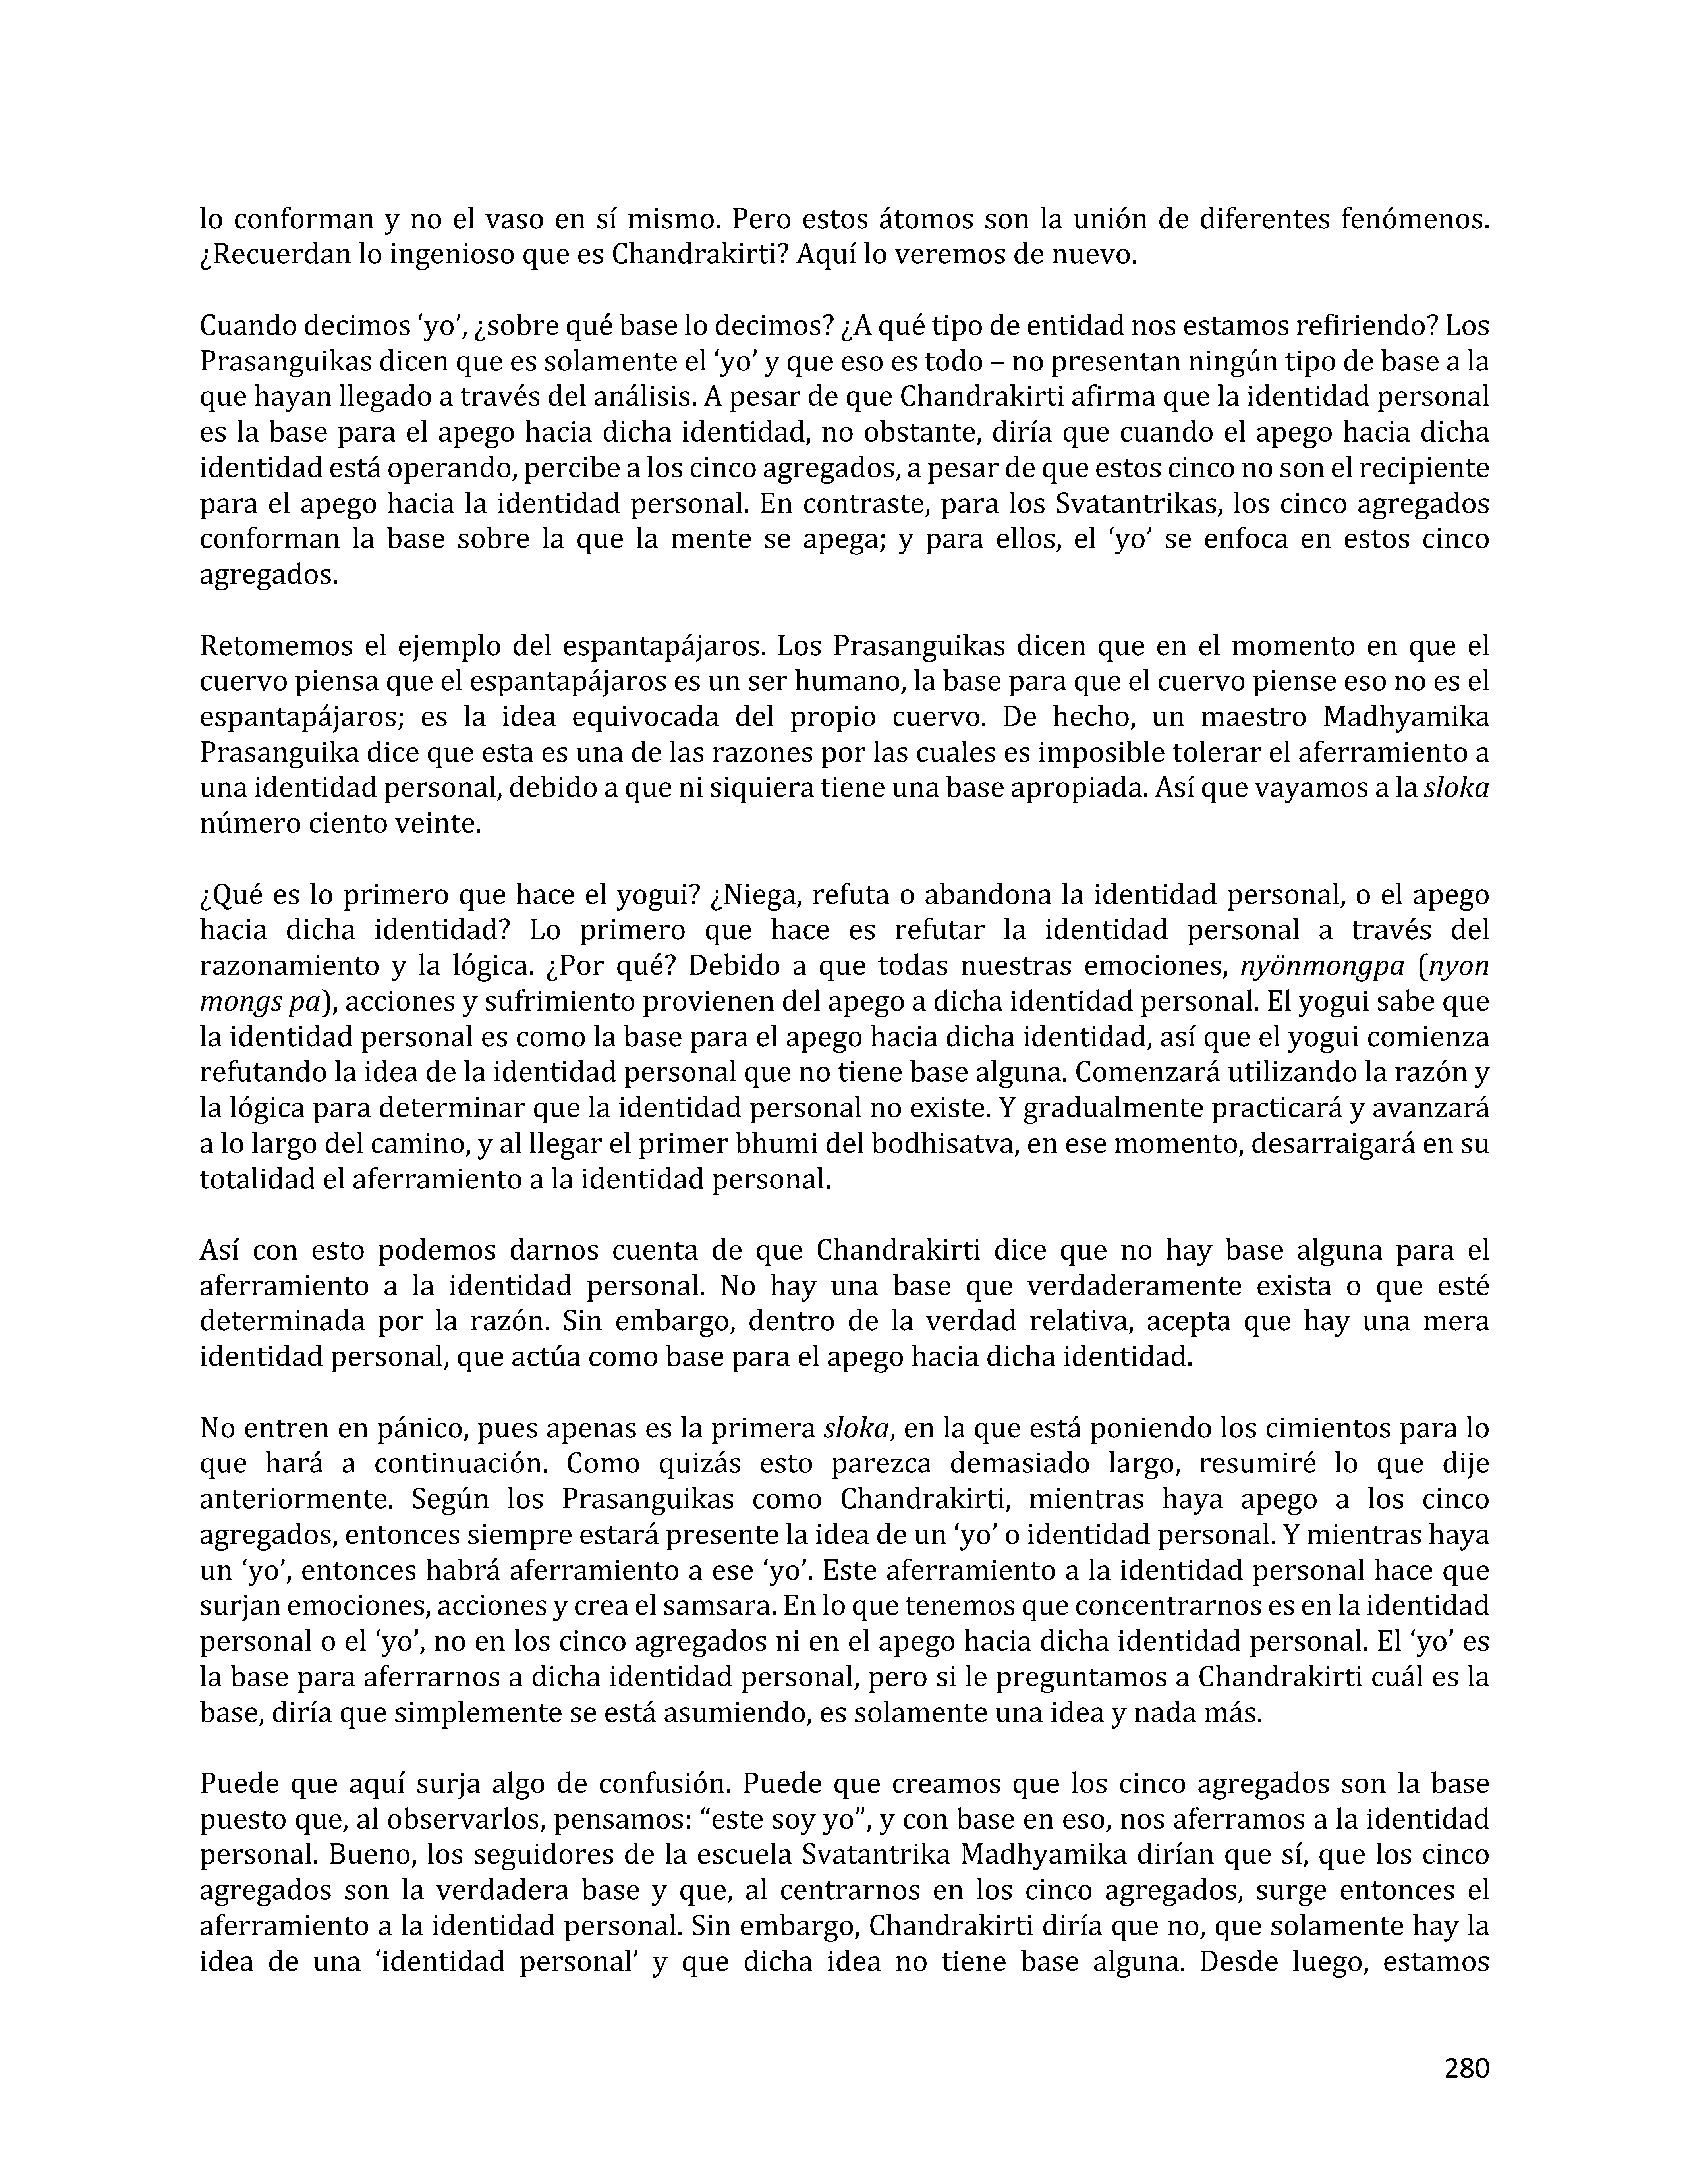 lo conforman y no el vaso en sí mismo. Pero estos átomos son la unión de diferentes fenómenos.
¿Recuerdan lo ingenioso que es Chandrakirti? Aquí lo veremos de nuevo.
Cuando decimos ‘yo’, ¿sobre qué base lo decimos? ¿A qué tipo de entidad nos estamos refiriendo? Los
Prasanguikas dicen que es solamente el ‘yo’ y que eso es todo – no presentan ningún tipo de base a la
que hayan llegado a través del análisis. A pesar de que Chandrakirti afirma que la identidad personal
es la base para el apego hacia dicha identidad, no obstante, diría que cuando el apego hacia dicha
identidad está operando, percibe a los cinco agregados, a pesar de que estos cinco no son el recipiente
para el apego hacia la identidad personal. En contraste, para los Svatantrikas, los cinco agregados
conforman la base sobre la que la mente se apega; y para ellos, el ‘yo’ se enfoca en estos cinco
agregados.
Retomemos el ejemplo del espantapájaros. Los Prasanguikas dicen que en el momento en que el
cuervo piensa que el espantapájaros es un ser humano, la base para que el cuervo piense eso no es el
espantapájaros; es la idea equivocada del propio cuervo. De hecho, un maestro Madhyamika
Prasanguika dice que esta es una de las razones por las cuales es imposible tolerar el aferramiento a
una identidad personal, debido a que ni siquiera tiene una base apropiada. Así que vayamos a la sloka
número ciento veinte.
¿Qué es lo primero que hace el yogui? ¿Niega, refuta o abandona la identidad personal, o el apego
hacia dicha identidad? Lo primero que hace es refutar la identidad personal a través del
razonamiento y la lógica. ¿Por qué? Debido a que todas nuestras emociones, nyönmongpa (nyon
mongs pa), acciones y sufrimiento provienen del apego a dicha identidad personal. El yogui sabe que
la identidad personal es como la base para el apego hacia dicha identidad, así que el yogui comienza
refutando la idea de la identidad personal que no tiene base alguna. Comenzará utilizando la razón y
la lógica para determinar que la identidad personal no existe. Y gradualmente practicará y avanzará
a lo largo del camino, y al llegar el primer bhumi del bodhisatva, en ese momento, desarraigará en su
totalidad el aferramiento a la identidad personal.
Así con esto podemos darnos cuenta de que Chandrakirti dice que no hay base alguna para el
aferramiento a la identidad personal. No hay una base que verdaderamente exista o que esté
determinada por la razón. Sin embargo, dentro de la verdad relativa, acepta que hay una mera
identidad personal, que actúa como base para el apego hacia dicha identidad.
No entren en pánico, pues apenas es la primera sloka, en la que está poniendo los cimientos para lo
que hará a continuación. Como quizás esto parezca demasiado largo, resumiré lo que dije
anteriormente. Según los Prasanguikas como Chandrakirti, mientras haya apego a los cinco
agregados, entonces siempre estará presente la idea de un ‘yo’ o identidad personal. Y mientras haya
un ‘yo’, entonces habrá aferramiento a ese ‘yo’. Este aferramiento a la identidad personal hace que
surjan emociones, acciones y crea el samsara. En lo que tenemos que concentrarnos es en la identidad
personal o el ‘yo’, no en los cinco agregados ni en el apego hacia dicha identidad personal. El ‘yo’ es
la base para aferrarnos a dicha identidad personal, pero si le preguntamos a Chandrakirti cuál es la
base, diría que simplemente se está asumiendo, es solamente una idea y nada más.
Puede que aquí surja algo de confusión. Puede que creamos que los cinco agregados son la base
puesto que, al observarlos, pensamos: “este soy yo”, y con base en eso, nos aferramos a la identidad
personal. Bueno, los seguidores de la escuela Svatantrika Madhyamika dirían que sí, que los cinco
agregados son la verdadera base y que, al centrarnos en los cinco agregados, surge entonces el
aferramiento a la identidad personal. Sin embargo, Chandrakirti diría que no, que solamente hay la
idea de una ‘identidad personal’ y que dicha idea no tiene base alguna. Desde luego, estamos
280